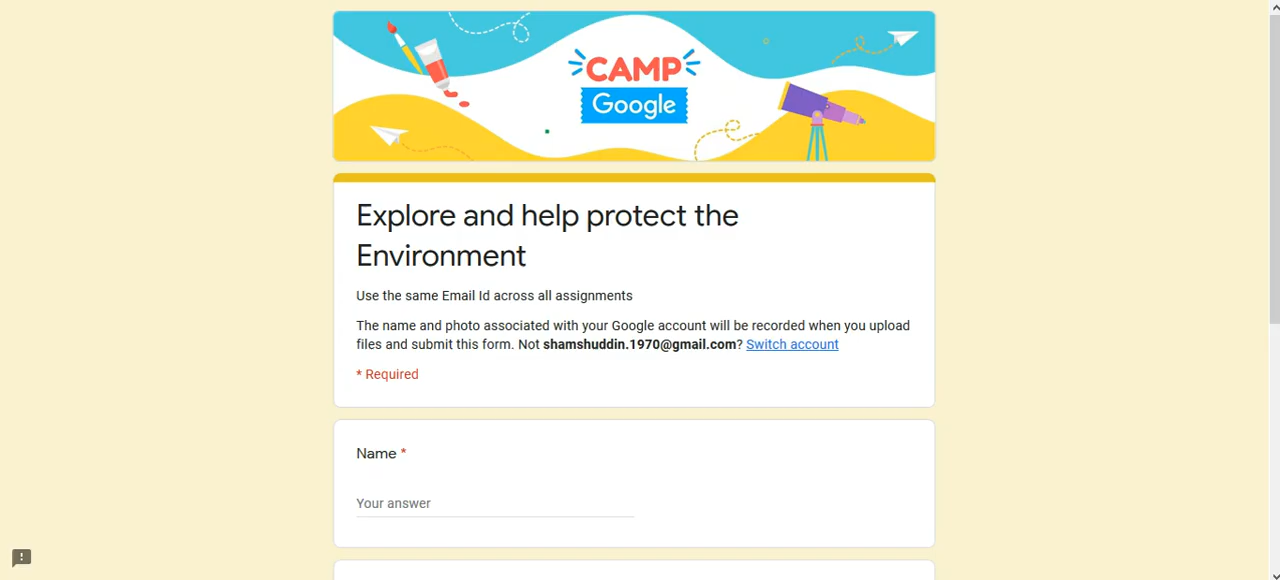 CAMP
Google
Explore and help protect the
Environment
Use the same Email Id across all assignments
The name and photo associated with your Google account will be recorded when you upload
files and submit this form. Not shamshuddin.1970@gmail.com? Switch account
* Required
Name *
Your answer